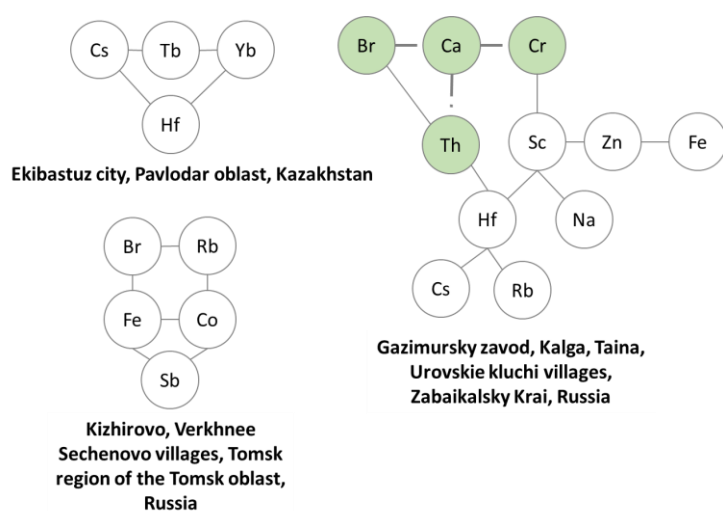 Cs Tb Yb
Hf
Ekibastuz city, Pavlodar oblast, Kazakhstan
Br Rb
Fe Co
Sb
Kizhirovo, Verkhnee
Sechenovo villages, Tomsk
region of the Tomsk oblast,
Russia
Br Ca Cr
Th Sc Zn Fe
Hf Na
Cs Rb
Gazimursky zavod, Kalga, Taina,
Urovskie kluchi villages,
Zabaikalsky Krai, Russia